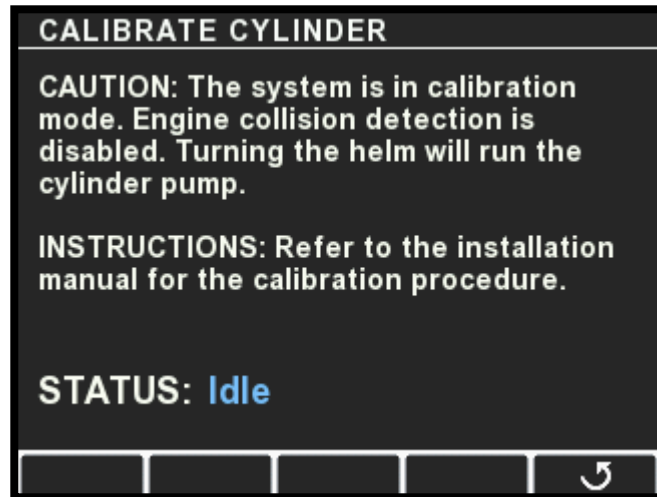 CALIBRATE CYLINDER
CAUTION: The system is in calibration
mode. Engine collision detection is
disabled. Turning the helm will run the
cylinder pump.
INSTRUCTIONS: Refer to the installation
manual for the calibration procedure.
STATUS: Idle